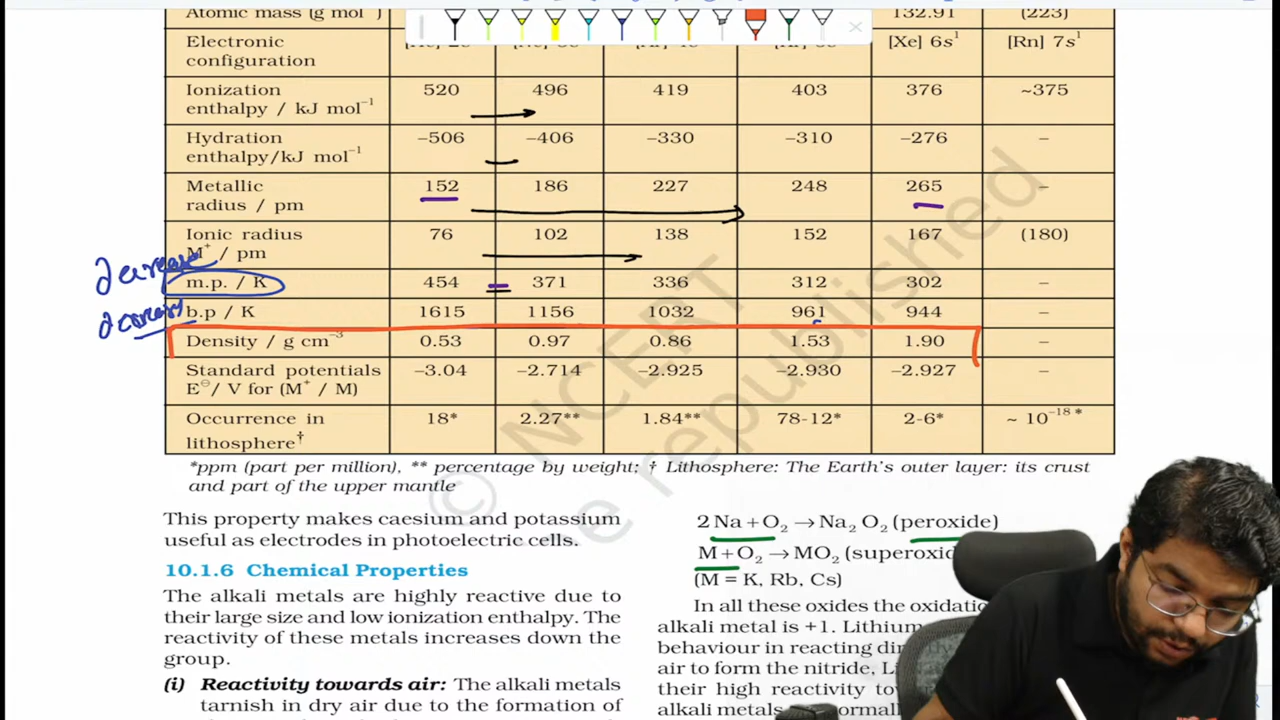 Atomic mass (g mol⁻) 132.91 (223)
Electronic configuration [Xe] 6s¹ [Rn] 7s¹
Ionization enthalpy / kJ mol⁻¹ 520 496 419 403 376 ~375
Hydration enthalpy/kJ mol⁻¹ –506 –406 –330 –310 –276 –
Metallic radius / pm 152 186 227 248 265 –
Ionic radius M⁺ / pm 76 102 138 152 167 (180)
decrease
m.p. / K 454 371 336 312 302 –
b.p / K 1615 1156 1032 961 944 –
Density / g cm⁻³ 0.53 0.97 0.86 1.53 1.90 –
Standard potentials E⊖/ V for (M⁺ / M) –3.04 –2.714 –2.925 –2.930 –2.927 –
Occurrence in lithosphere† 18* 2.27** 1.84** 78-12* 2-6* ~ 10⁻¹⁸ *
*ppm (part per million), ** percentage by weight; † Lithosphere: The Earth's outer layer: its crust
and part of the upper mantle
© NCERT
e republished
This property makes caesium and potassium
useful as electrodes in photoelectric cells.
10.1.6 Chemical Properties
The alkali metals are highly reactive due to
their large size and low ionization enthalpy. The
reactivity of these metals increases down the
group.
(i) Reactivity towards air: The alkali metals
tarnish in dry air due to the formation of
2 Na + O₂ → Na₂ O₂ (peroxide)
M + O₂ → MO₂ (superoxid
(M = K, Rb, Cs)
In all these oxides the oxidati
alkali metal is +1. Lithium
behaviour in reacting dir
air to form the nitride, Li
their high reactivity to
alkali metals